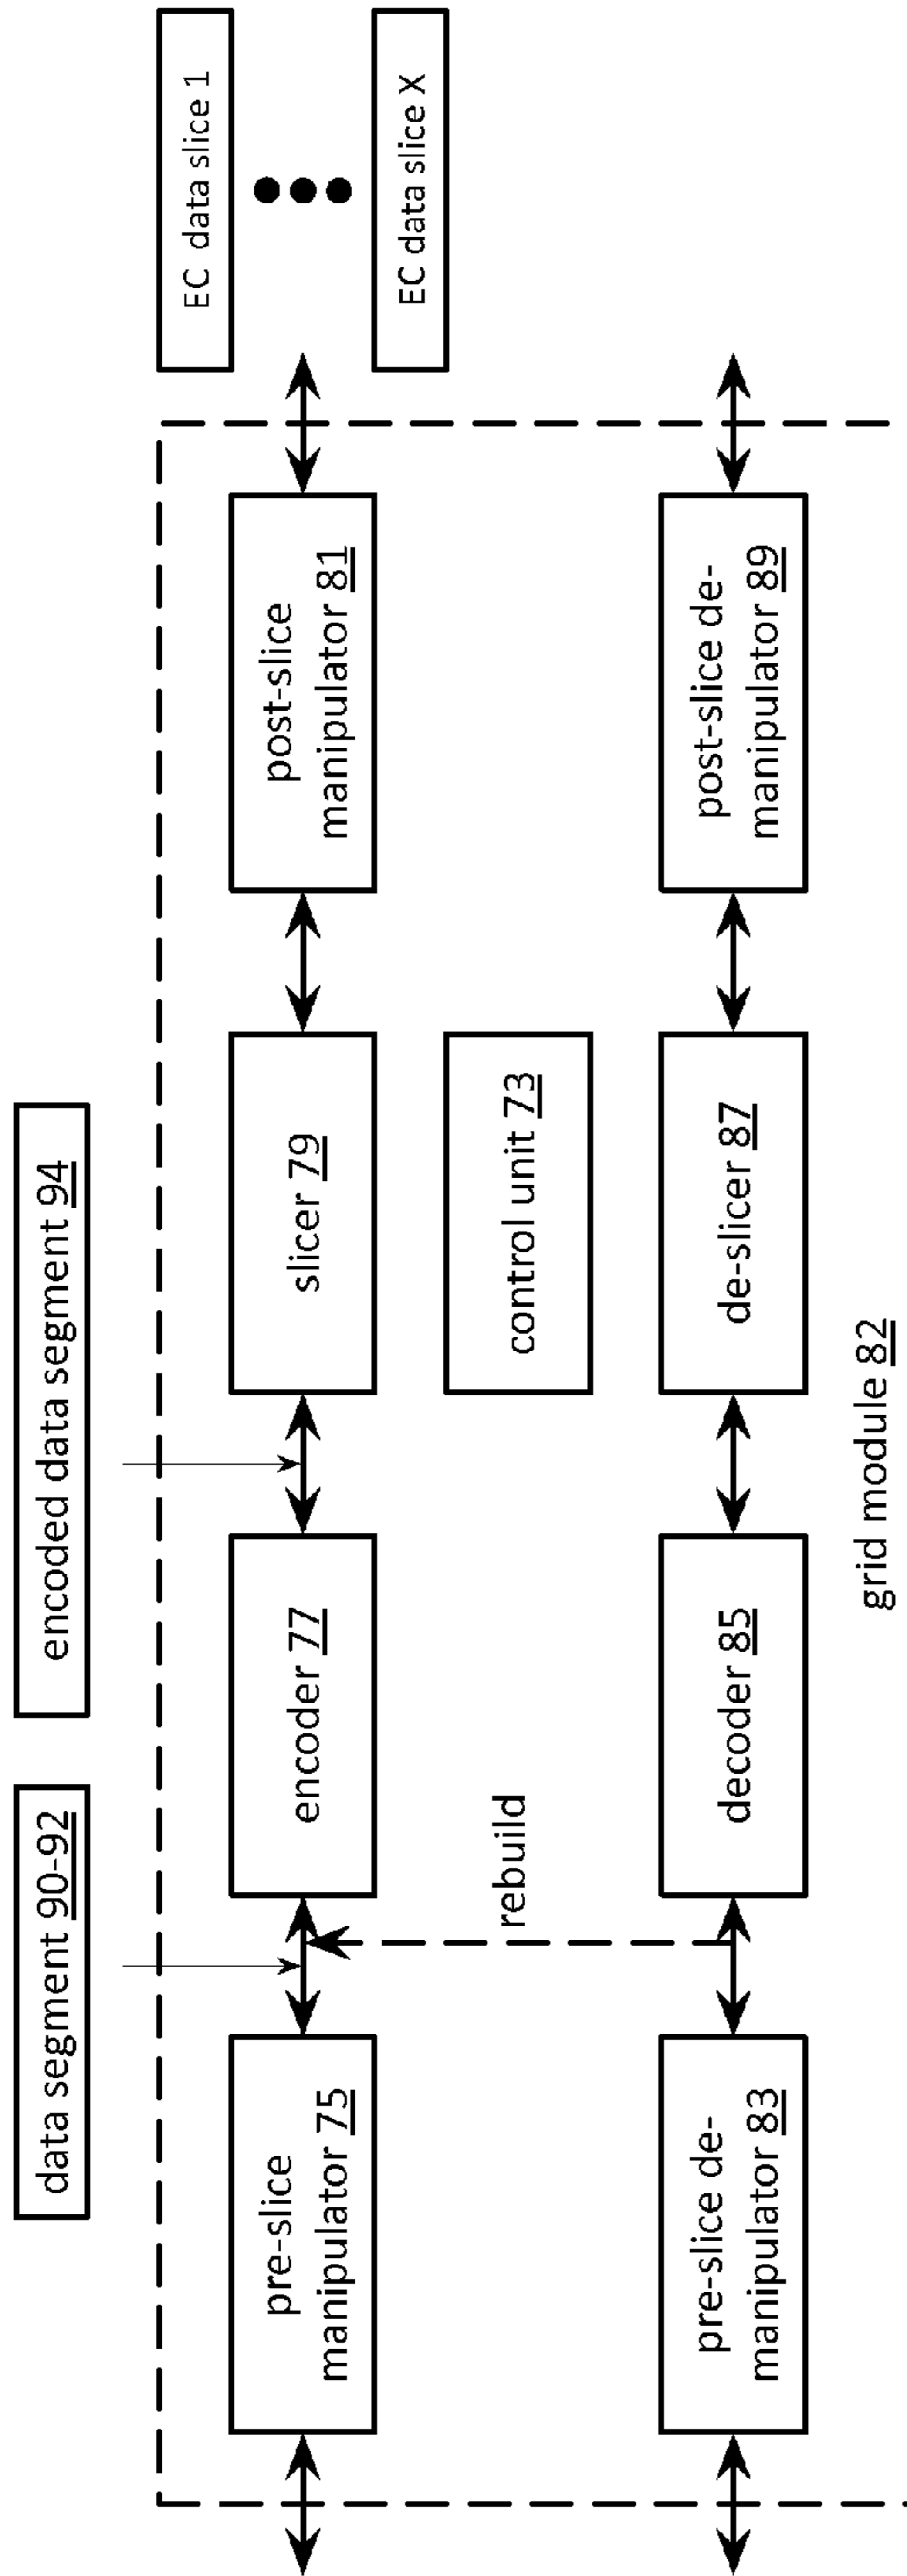 data segment 90-92
encoded data segment 94
EC data slice 1
EC data slice X
pre-slice
manipulator 75
encoder 77
slicer 79
post-slice
manipulator 81
rebuild
control unit 73
pre-slice de-
manipulator 83
decoder 85
de-slicer 87
post-slice de-
manipulator 89
grid module 82